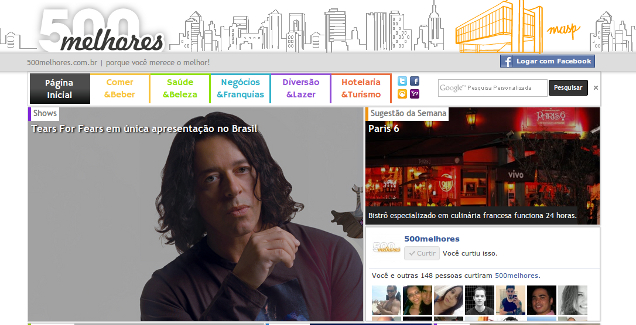 500
melhores
masp
500melhores.com.br | porque você merece o melhor!
f Logar com Facebook
Página
Inicial
Comer
&Beber
Saúde
&Beleza
Negócios
&Franquias
Diversão
&Lazer
Hotelaria
&Turismo
Google™ Pesquisa Personalizada
Pesquisar
×
Shows
Tears For Fears em única apresentação no Brasil
Sugestão da Semana
Paris 6
vivo
Bistrô especializado em culinária francesa funciona 24 horas.
500melhores
Curtir Você curtiu isso.
Você e outras 148 pessoas curtiram 500melhores.